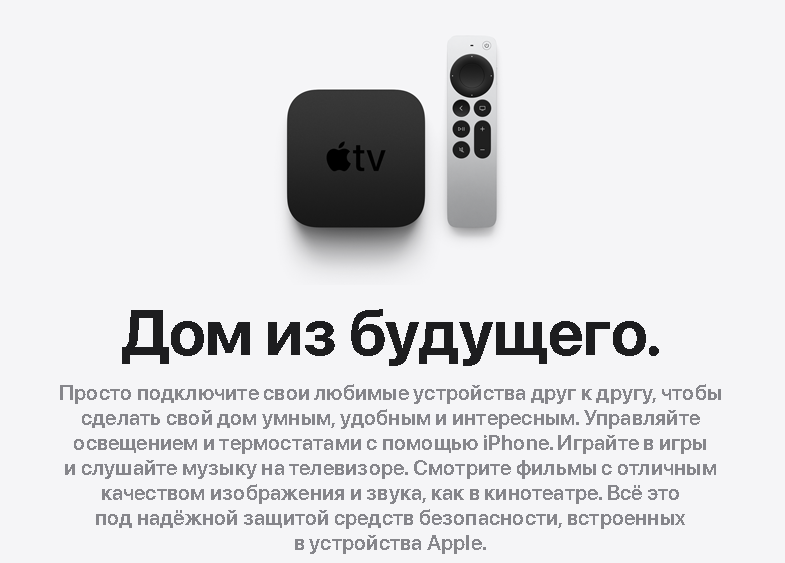 tv
Дом из будущего.
Просто подключите свои любимые устройства друг к другу, чтобы
сделать свой дом умным, удобным и интересным. Управляйте
освещением и термостатами с помощью iPhone. Играйте в игры
и слушайте музыку на телевизоре. Смотрите фильмы с отличным
качеством изображения и звука, как в кинотеатре. Всё это
под надёжной защитой средств безопасности, встроенных
в устройства Apple.